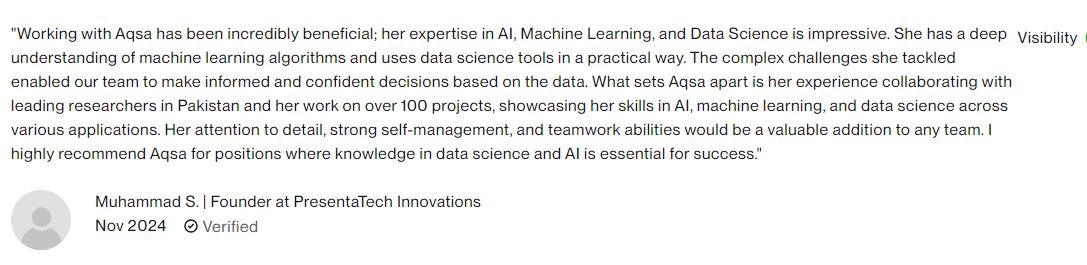 "Working with Aqsa has been incredibly beneficial; her expertise in AI, Machine Learning, and Data Science is impressive. She has a deep
Visibility
understanding of machine learning algorithms and uses data science tools in a practical way. The complex challenges she tackled
enabled our team to make informed and confident decisions based on the data. What sets Aqsa apart is her experience collaborating with
leading researchers in Pakistan and her work on over 100 projects, showcasing her skills in AI, machine learning, and data science across
various applications. Her attention to detail, strong self-management, and teamwork abilities would be a valuable addition to any team. I
highly recommend Aqsa for positions where knowledge in data science and AI is essential for success."
Muhammad S. | Founder at PresentaTech Innovations
Nov 2024 Verified